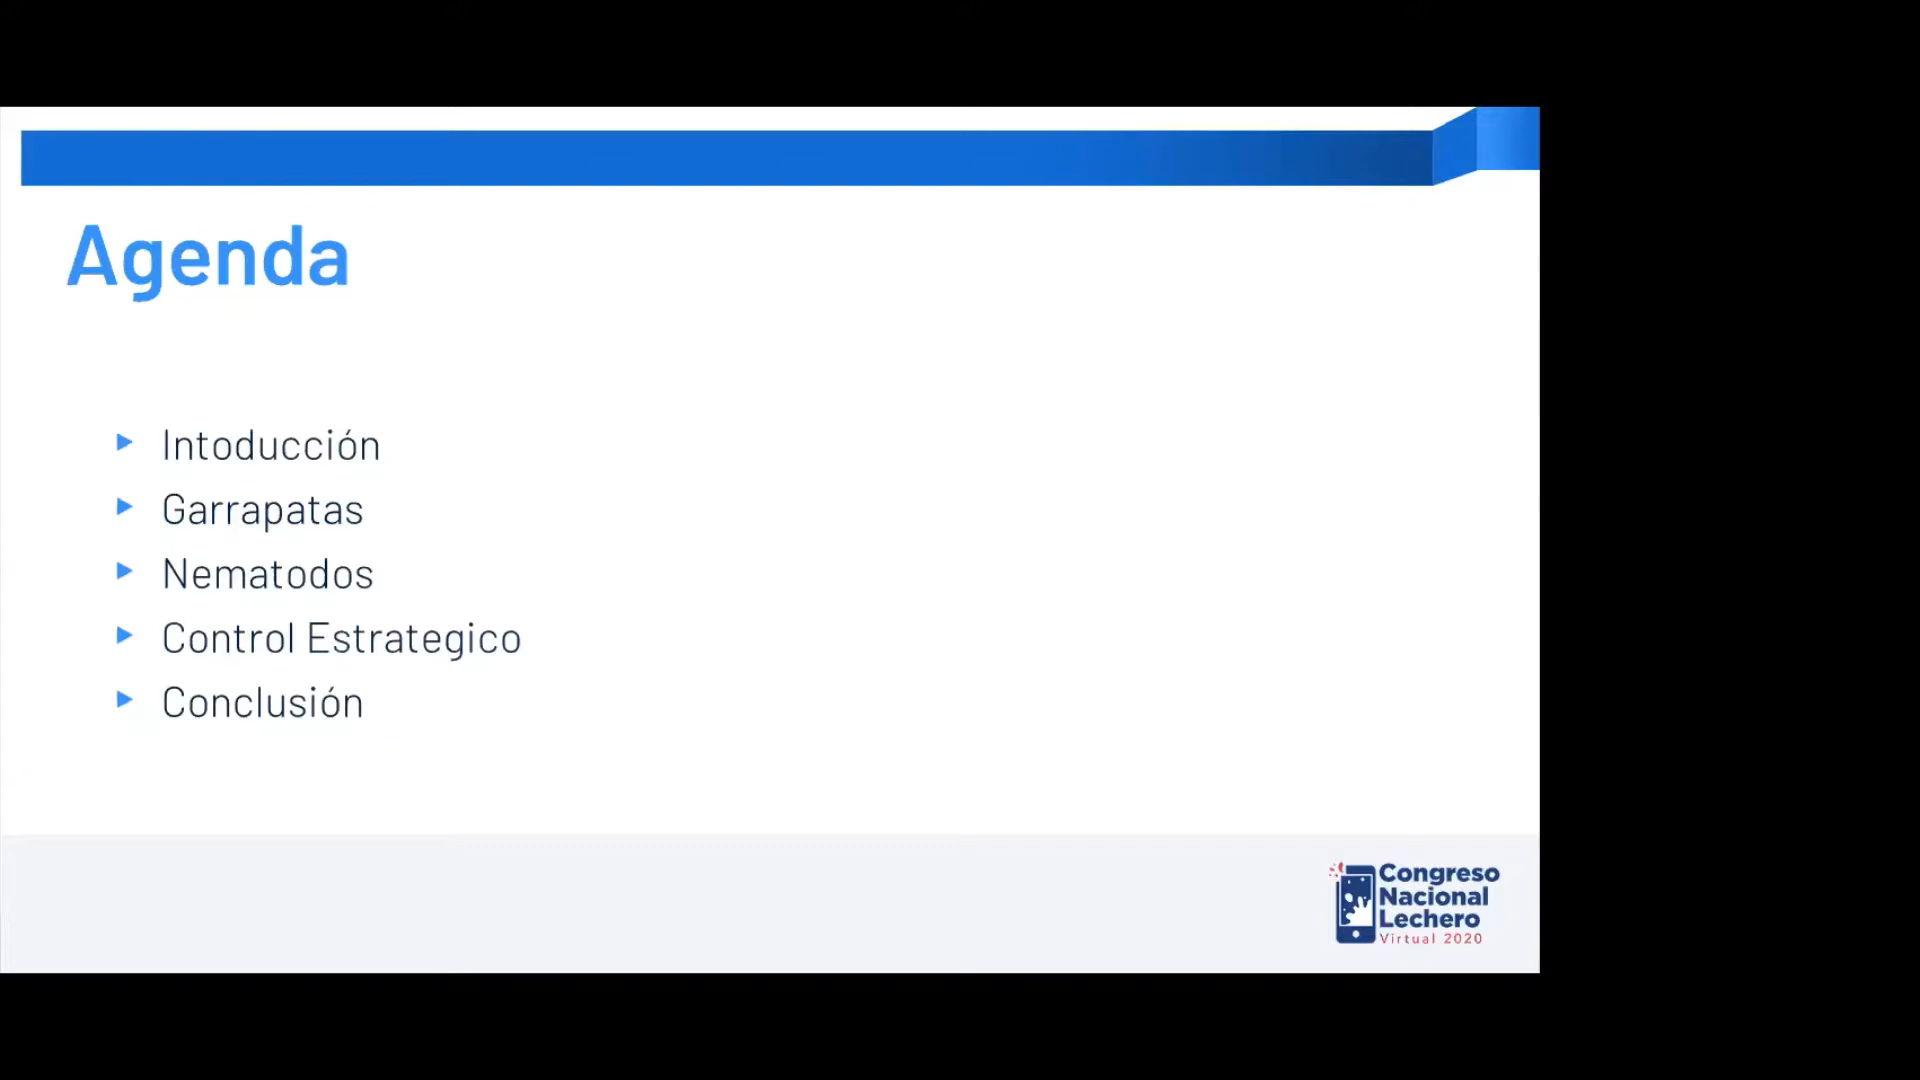 Agenda
Intoducción
Garrapatas
Nematodos
Control Estrategico
Conclusión
Congreso
Nacional
Lechero
Virtual 2020